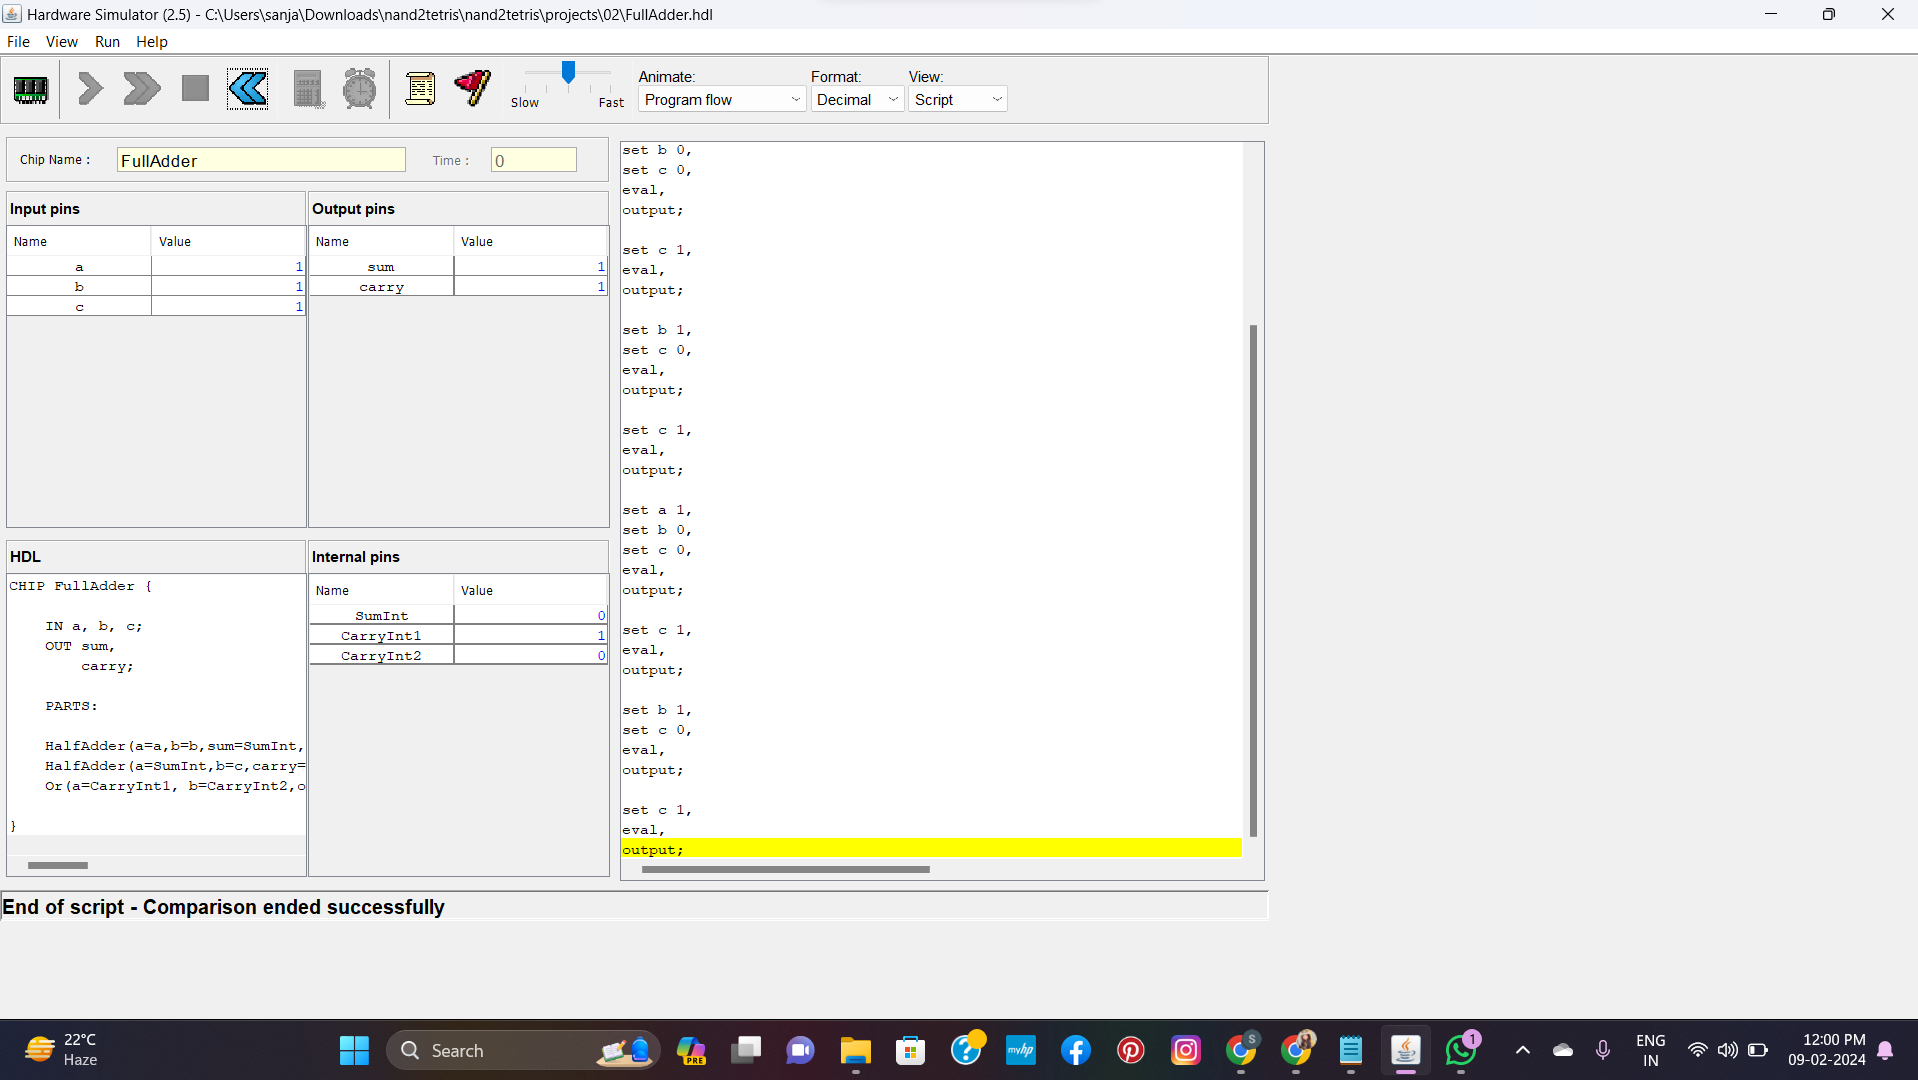 Hardware Simulator (2.5) - C:\Users\sanja\Downloads\nand2tetris\nand2tetris\projects\02\FullAdder.hdl
File View Run Help
Slow Fast
Animate: Format: View:
Program flow Decimal Script
Chip Name : FullAdder Time : 0
Input pins
Name Value
a 1
b 1
c 1
Output pins
Name Value
sum 1
carry 1
HDL
CHIP FullAdder {
IN a, b, c;
OUT sum,
carry;
PARTS:
HalfAdder(a=a,b=b,sum=SumInt,
HalfAdder(a=SumInt,b=c,carry=
Or(a=CarryInt1, b=CarryInt2,o
}
Internal pins
Name Value
SumInt 0
CarryInt1 1
CarryInt2 0
set b 0,
set c 0,
eval,
output;
set c 1,
eval,
output;
set b 1,
set c 0,
eval,
output;
set c 1,
eval,
output;
set a 1,
set b 0,
set c 0,
eval,
output;
set c 1,
eval,
output;
set b 1,
set c 0,
eval,
output;
set c 1,
eval,
output;
End of script - Comparison ended successfully
22°C
Haze
Search
PRE
myhp
S
1
ENG
IN
12:00 PM
09-02-2024